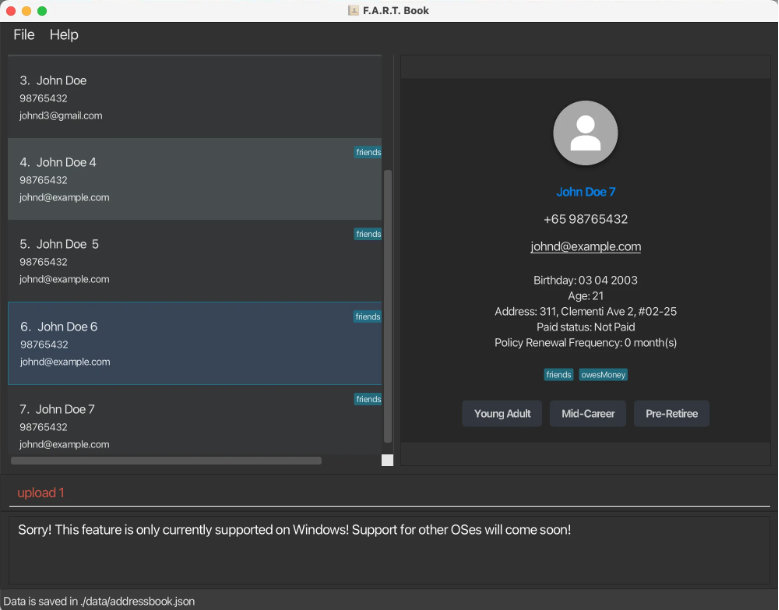 F.A.R.T. Book
File Help
3. John Doe
98765432
johnd3@gmail.com
friends
4. John Doe 4
98765432
johnd@example.com
friends
5. John Doe 5
98765432
johnd@example.com
friends
6. John Doe 6
98765432
johnd@example.com
friends
7. John Doe 7
98765432
johnd@example.com
John Doe 7
+65 98765432
johnd@example.com
Birthday: 03 04 2003
Age: 21
Address: 311, Clementi Ave 2, #02-25
Paid status: Not Paid
Policy Renewal Frequency: 0 month(s)
friends owesMoney
Young Adult Mid-Career Pre-Retiree
upload 1
Sorry! This feature is only currently supported on Windows! Support for other OSes will come soon!
Data is saved in ./data/addressbook.json